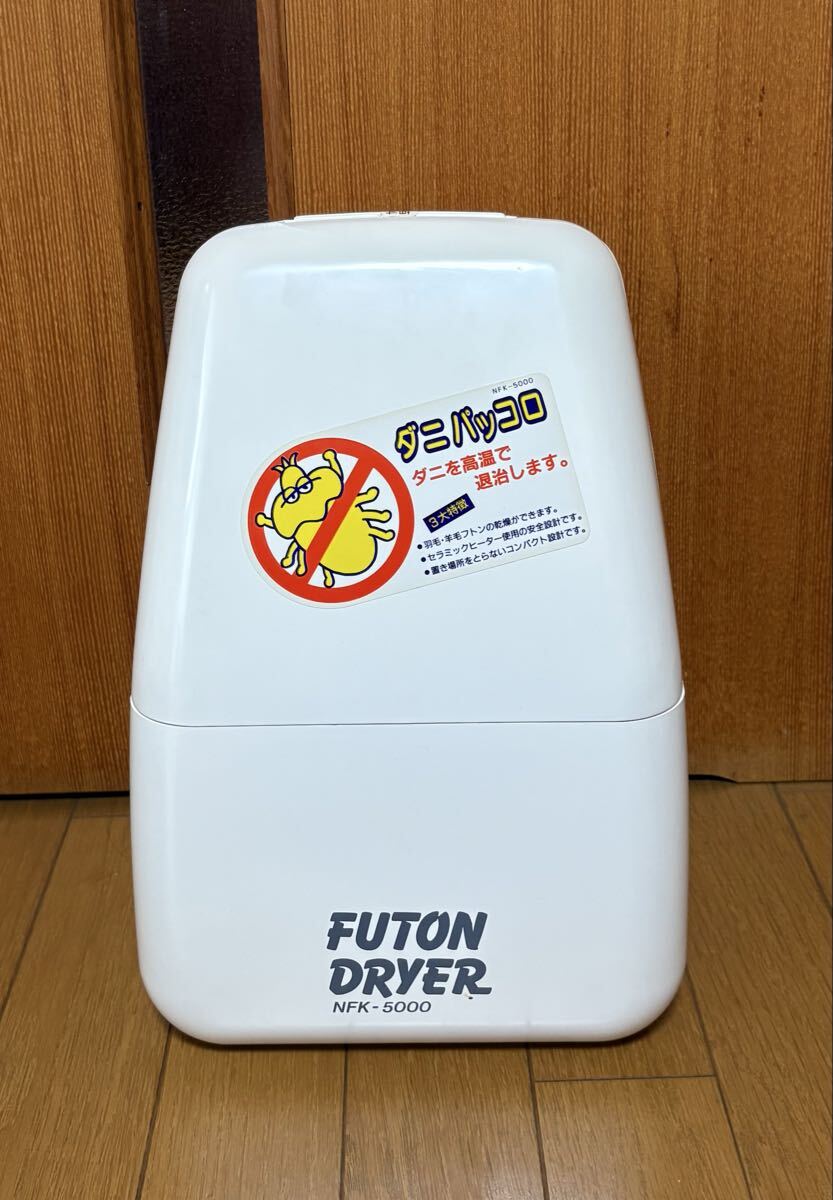 NFK-5000
ダニパッコロ
ダニを高温で
退治します。
3大特徴
●羽毛・羊毛フトンの乾燥ができます。
●セラミックヒーター使用の安全設計です。
●置き場所をとらないコンパクト設計です。
FUTON
DRYER
NFK-5000